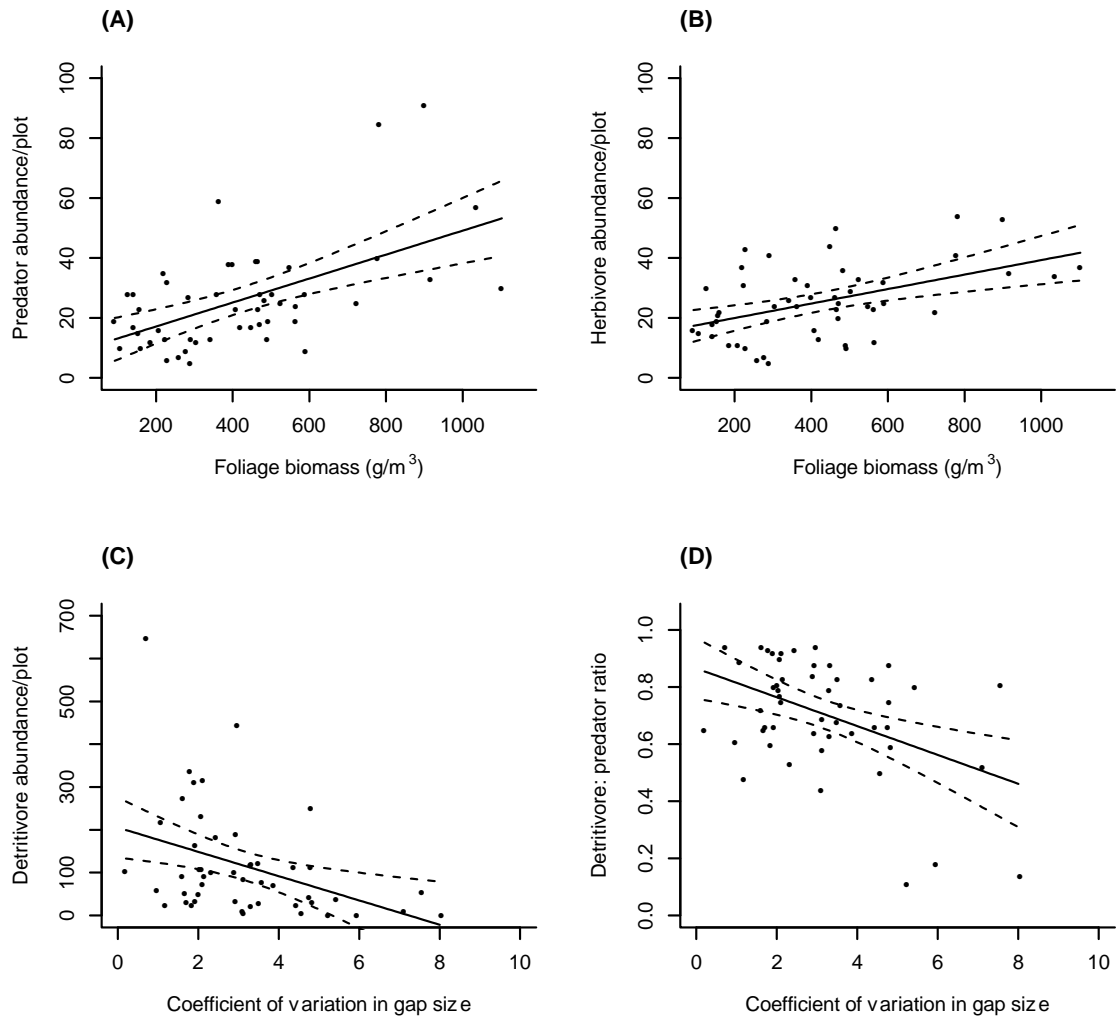 (A)
Predator abundance/plot
100
80
60
40
20
0
200 400 600 800 1000
Foliage biomass (g/m³)
(B)
Herbivore abundance/plot
100
80
60
40
20
0
200 400 600 800 1000
Foliage biomass (g/m³)
(C)
Detritivore abundance/plot
700
500
300
100
0
0 2 4 6 8 10
Coefficient of variation in gap size
(D)
Detritivore: predator ratio
1.0
0.8
0.6
0.4
0.2
0.0
0 2 4 6 8 10
Coefficient of variation in gap size